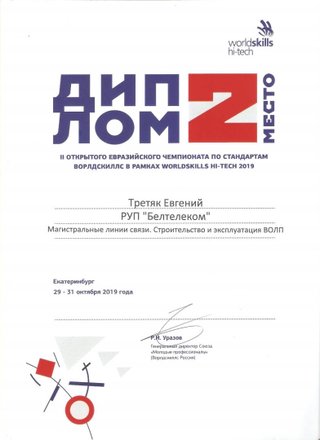 worldskills
hi-tech
ДИП
ЛОМ
2
МЕСТО
II ОТКРЫТОГО ЕВРАЗИЙСКОГО ЧЕМПИОНАТА ПО СТАНДАРТАМ
ВОРЛДСКИЛЛС В РАМКАХ WORLDSKILLS HI-TECH 2019
Третяк Евгений
РУП "Белтелеком"
Магистральные линии связи. Строительство и эксплуатация ВОЛП
Екатеринбург
29 - 31 октября 2019 года
Р.Н. Уразов
Генеральный директор Союза
«Молодые профессионалы»
(Ворлдскиллс Россия)